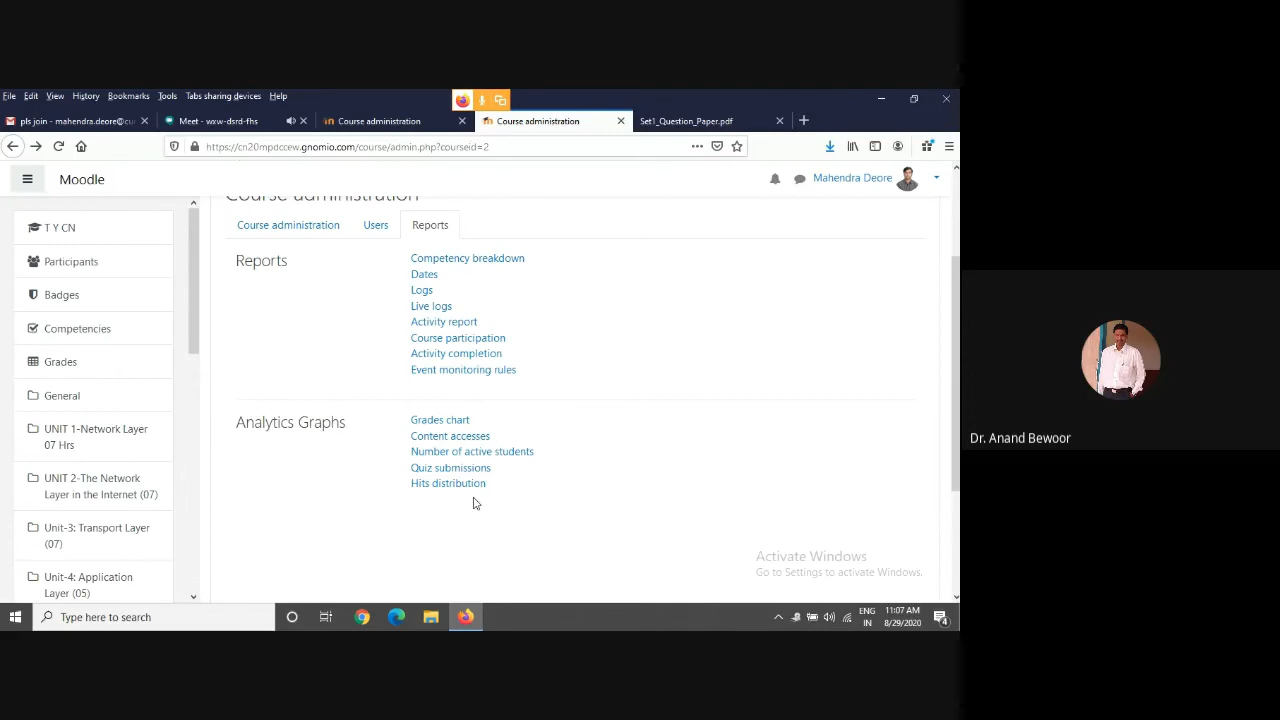 File Edit View History Bookmarks Tools Tabs sharing devices Help
pls join - mahendra.deore@cu
Meet - wxw-dsrd-fhs
Course administration
Course administration
Set1_Question_Paper.pdf
https://cn20mpdccew.gnomio.com/course/admin.php?courseid=2
Moodle
Mahendra Deore
Course administration
T Y CN
Participants
Badges
Competencies
Grades
General
UNIT 1-Network Layer
07 Hrs
UNIT 2-The Network
Layer in the Internet (07)
Unit-3: Transport Layer
(07)
Unit-4: Application
Layer (05)
Course administration Users Reports
Reports
Competency breakdown
Dates
Logs
Live logs
Activity report
Course participation
Activity completion
Event monitoring rules
Analytics Graphs
Grades chart
Content accesses
Number of active students
Quiz submissions
Hits distribution
Activate Windows
Go to Settings to activate Windows.
Dr. Anand Bewoor
Type here to search
ENG
IN
11:07 AM
8/29/2020
4